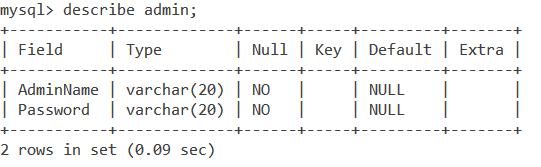 mysql> describe admin;
+-----------+-------------+------+-----+---------+-------+
| Field     | Type        | Null | Key | Default | Extra |
+-----------+-------------+------+-----+---------+-------+
| AdminName | varchar(20) | NO   |     | NULL    |       |
| Password  | varchar(20) | NO   |     | NULL    |       |
+-----------+-------------+------+-----+---------+-------+
2 rows in set (0.09 sec)